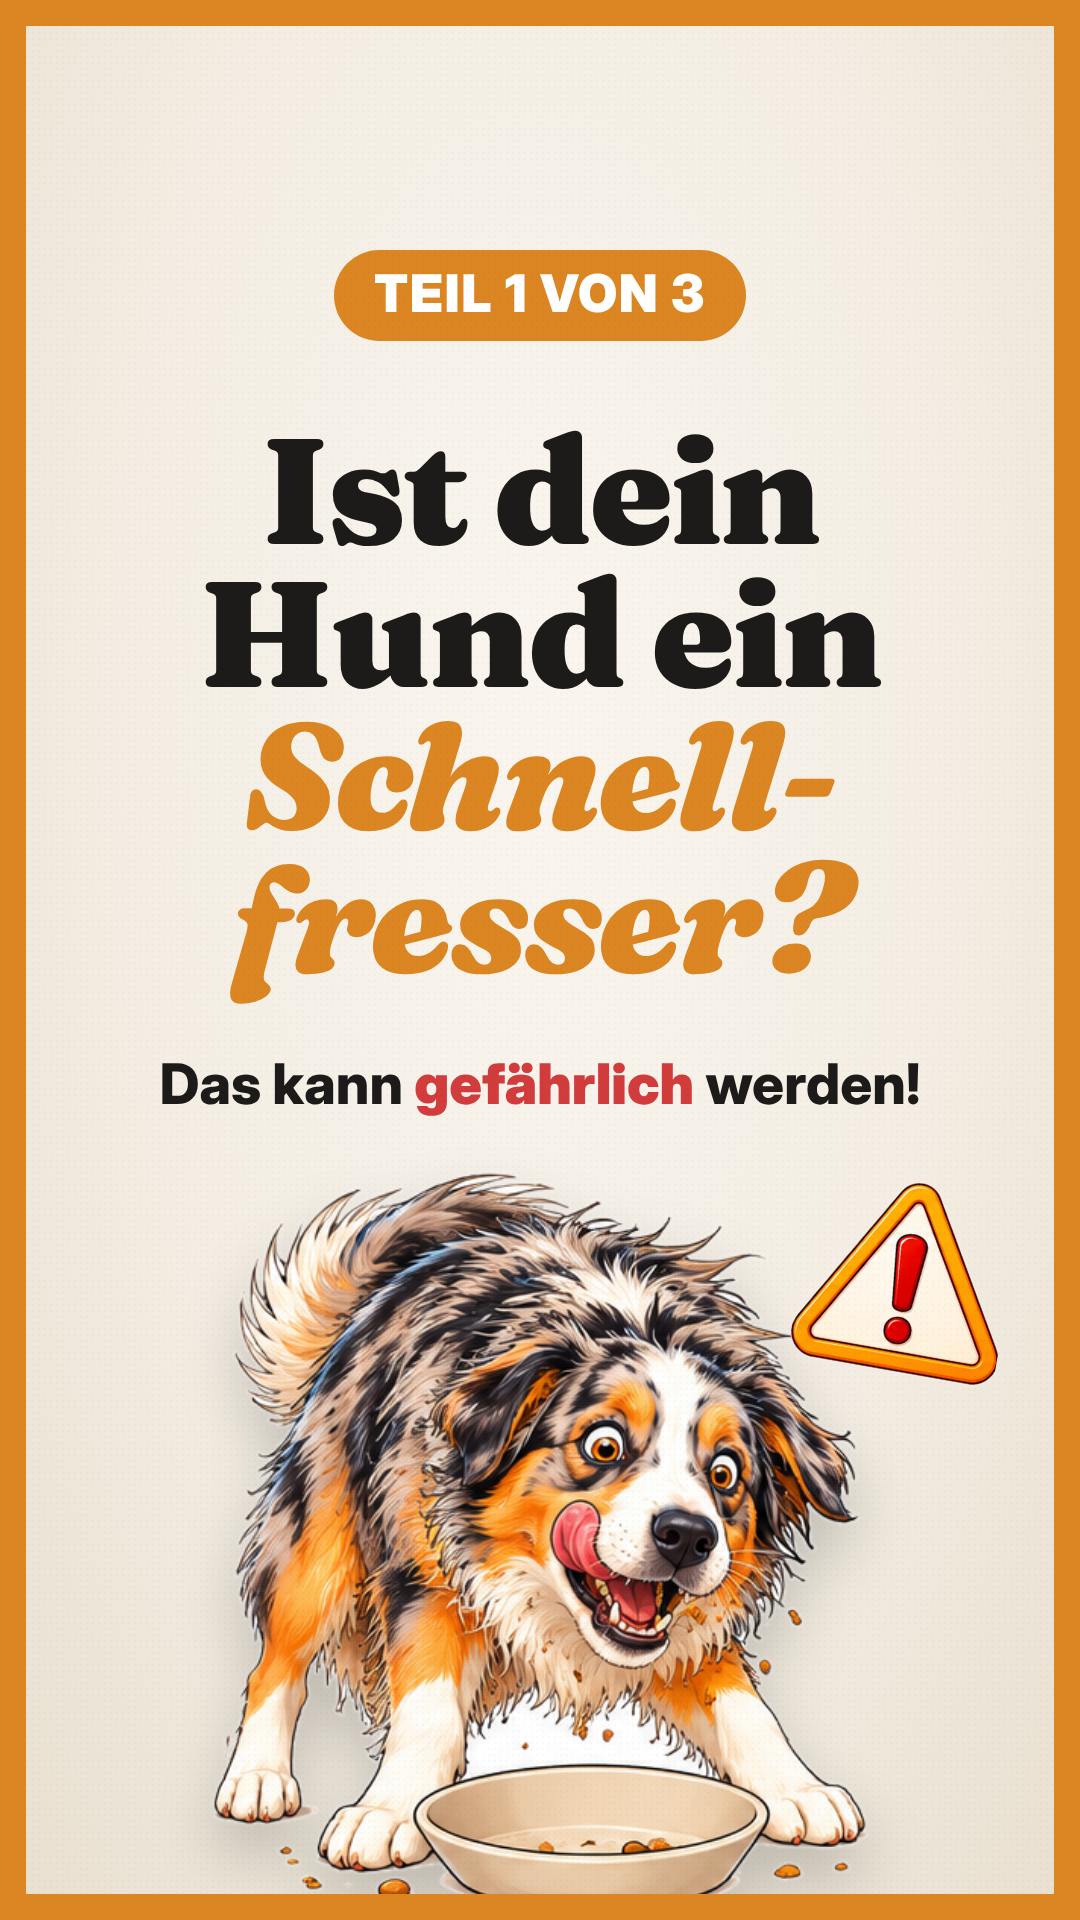 TEIL 1 VON 3
Ist dein
Hund ein
Schnell-
fresser?
Das kann gefährlich werden!